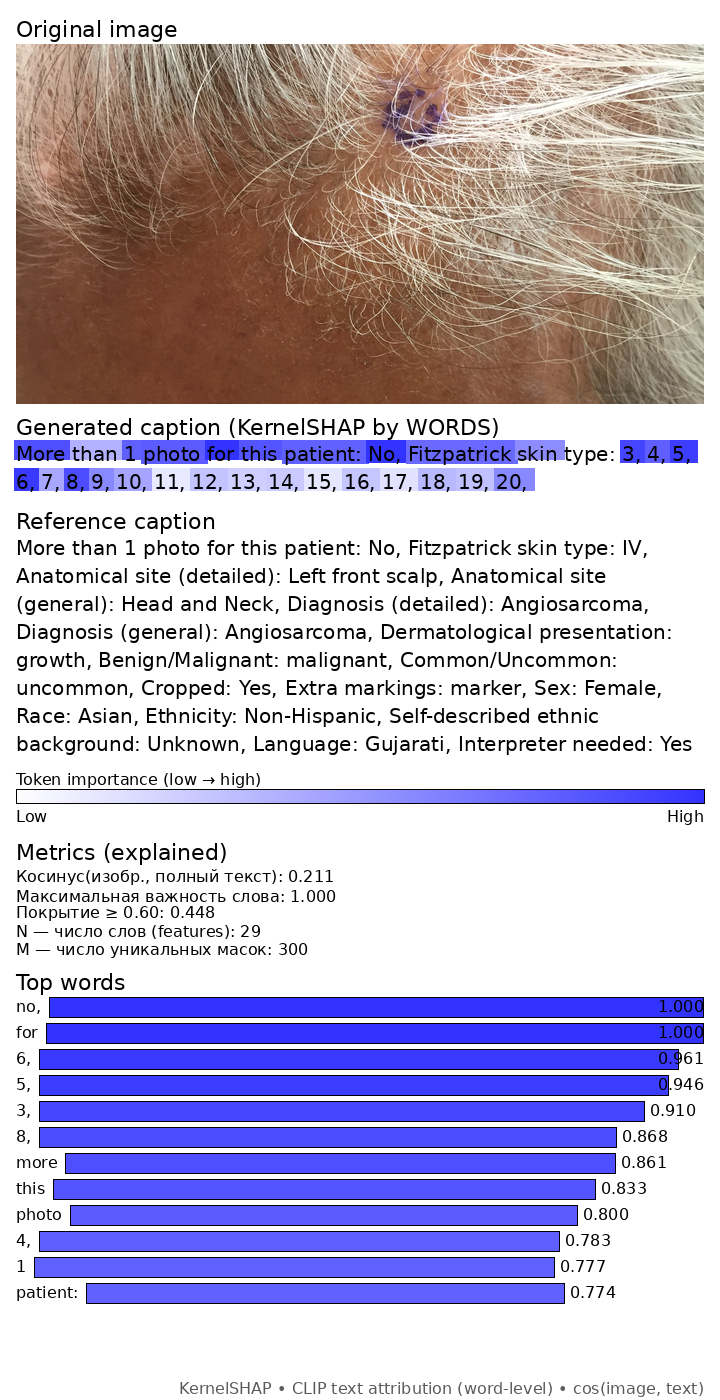 Original image
Generated caption (KernelSHAP by WORDS)
More than 1 photo for this patient: No, Fitzpatrick skin type: 3, 4, 5,
6, 7, 8, 9, 10, 11, 12, 13, 14, 15, 16, 17, 18, 19, 20,
Reference caption
More than 1 photo for this patient: No, Fitzpatrick skin type: IV,
Anatomical site (detailed): Left front scalp, Anatomical site
(general): Head and Neck, Diagnosis (detailed): Angiosarcoma,
Diagnosis (general): Angiosarcoma, Dermatological presentation:
growth, Benign/Malignant: malignant, Common/Uncommon:
uncommon, Cropped: Yes, Extra markings: marker, Sex: Female,
Race: Asian, Ethnicity: Non-Hispanic, Self-described ethnic
background: Unknown, Language: Gujarati, Interpreter needed: Yes
Token importance (low → high)
Low High
Metrics (explained)
Косинус(изобр., полный текст): 0.211
Максимальная важность слова: 1.000
Покрытие ≥ 0.60: 0.448
N — число слов (features): 29
M — число уникальных масок: 300
Top words
no, 1.000
for 1.000
6, 0.961
5, 0.946
3, 0.910
8, 0.868
more 0.861
this 0.833
photo 0.800
4, 0.783
1 0.777
patient: 0.774
KernelSHAP • CLIP text attribution (word-level) • cos(image, text)